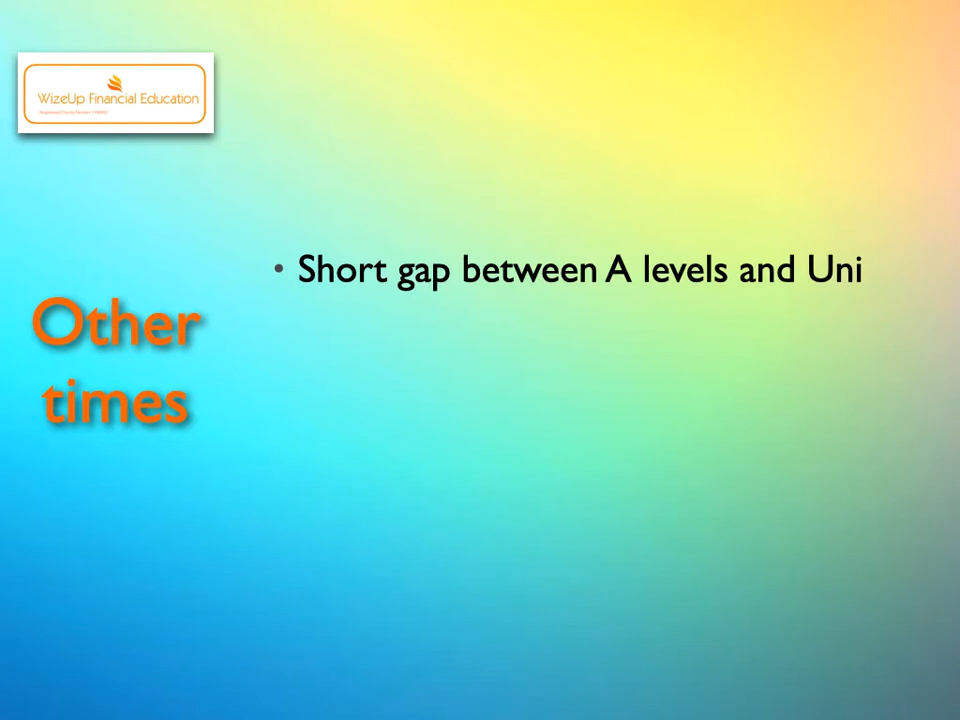 WizeUp Financial Education
Other
times
• Short gap between A levels and Uni